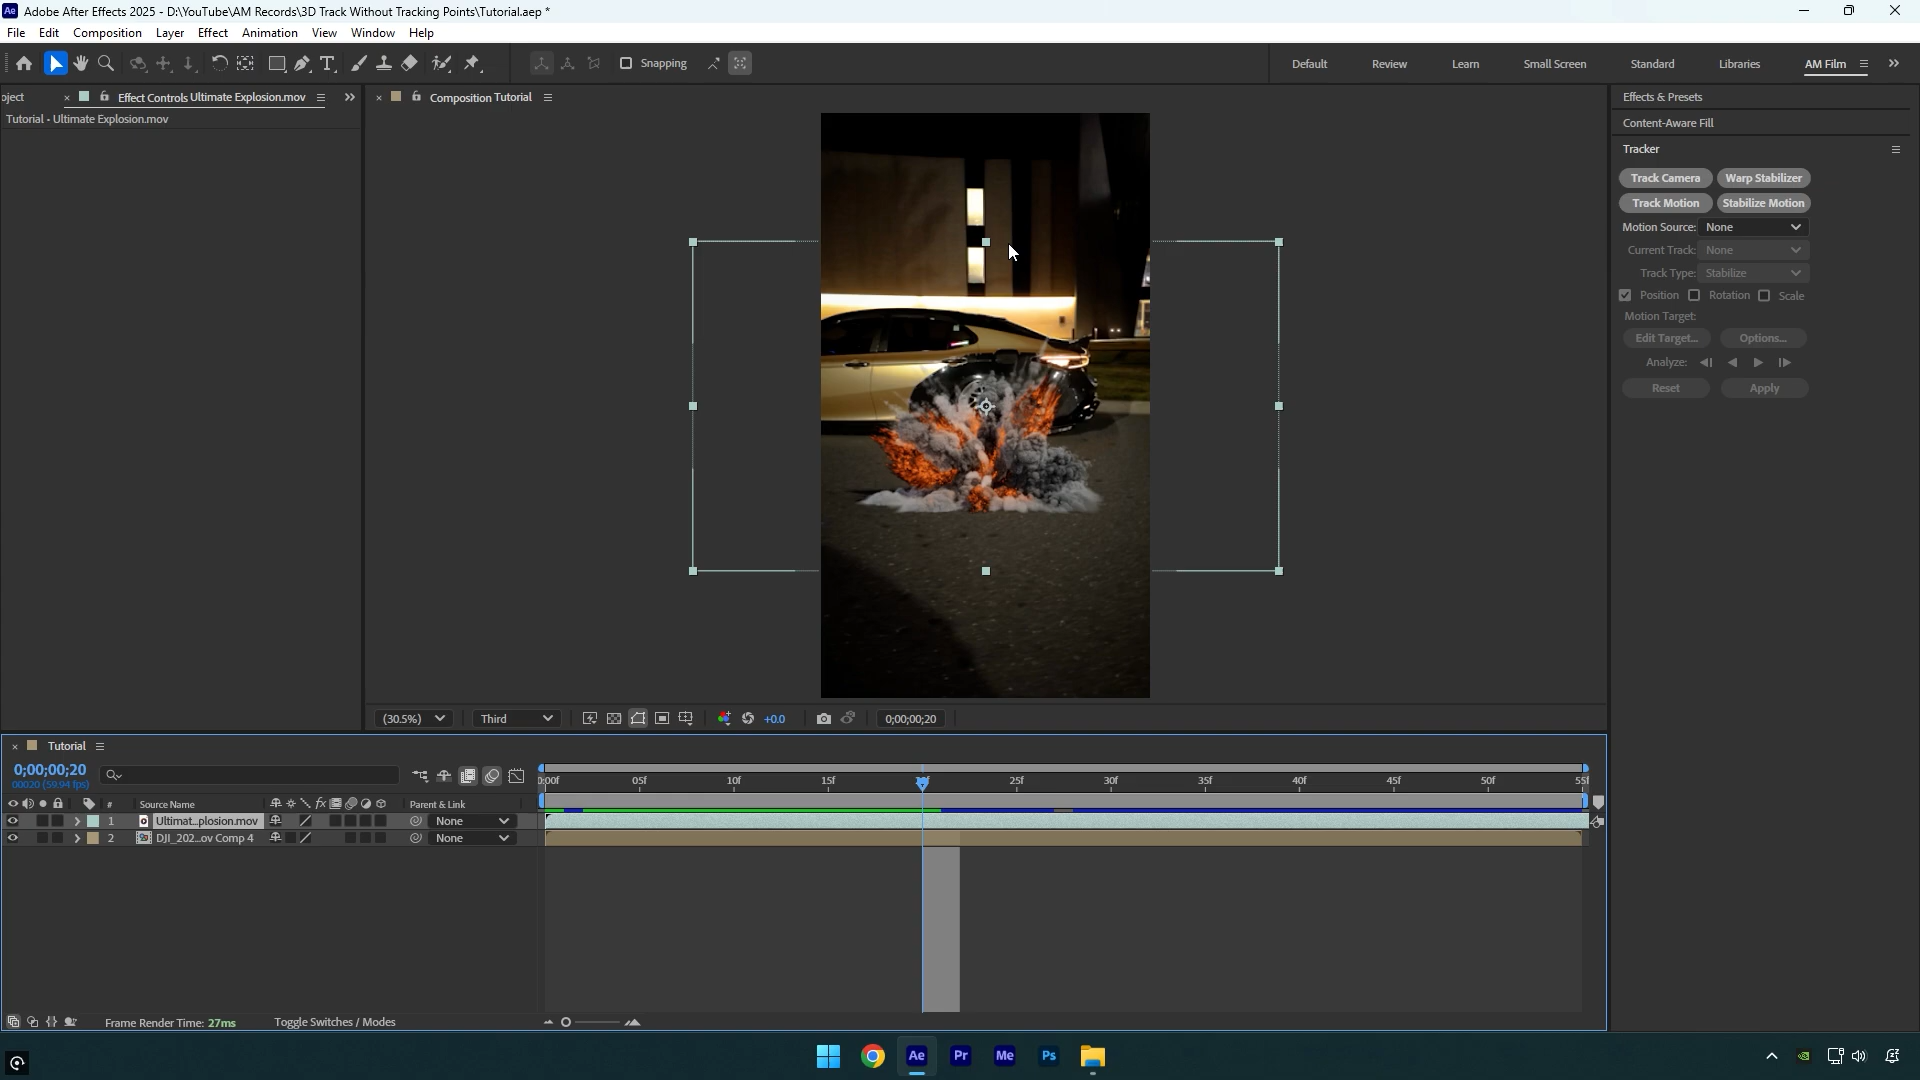 Adobe After Effects 2025 - D:\YouTube\AM Records\3D Track Without Tracking Points\Tutorial.aep *
File Edit Composition Layer Effect Animation View Window Help
Snapping
Default Review Learn Small Screen Standard Libraries AM Film
oject
Effect Controls Ultimate Explosion.mov
Tutorial - Ultimate Explosion.mov
Composition Tutorial
Effects & Presets
Content-Aware Fill
Tracker
Track Camera Warp Stabilizer
Track Motion Stabilize Motion
Motion Source: None
Current Track: None
Track Type: Stabilize
Position Rotation Scale
Motion Target:
Edit Target... Options...
Analyze:
Reset Apply
(30.5%) Third +0.0 0;00;00;20
Tutorial
0;00;00;20
00020 (59.94 fps)
05f 10f 15f 25f 30f 35f 40f 45f 50f 55f
# Source Name fx Parent & Link
1 Ultimat...plosion.mov None
2 DJI_202...ov Comp 4 None
Frame Render Time: 27ms Toggle Switches / Modes
Ae Pr Me Ps